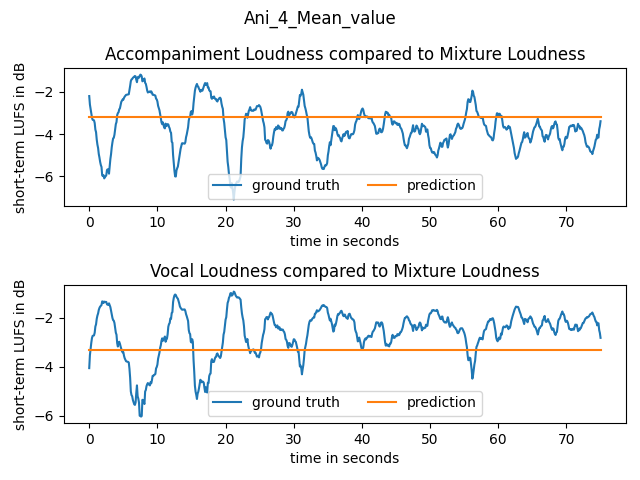 Ani_4_Mean_value
Accompaniment Loudness compared to Mixture Loudness
short-term LUFS in dB
−2
−4
−6
ground truth prediction
0 10 20 30 40 50 60 70
time in seconds
Vocal Loudness compared to Mixture Loudness
short-term LUFS in dB
−2
−4
−6
ground truth prediction
0 10 20 30 40 50 60 70
time in seconds